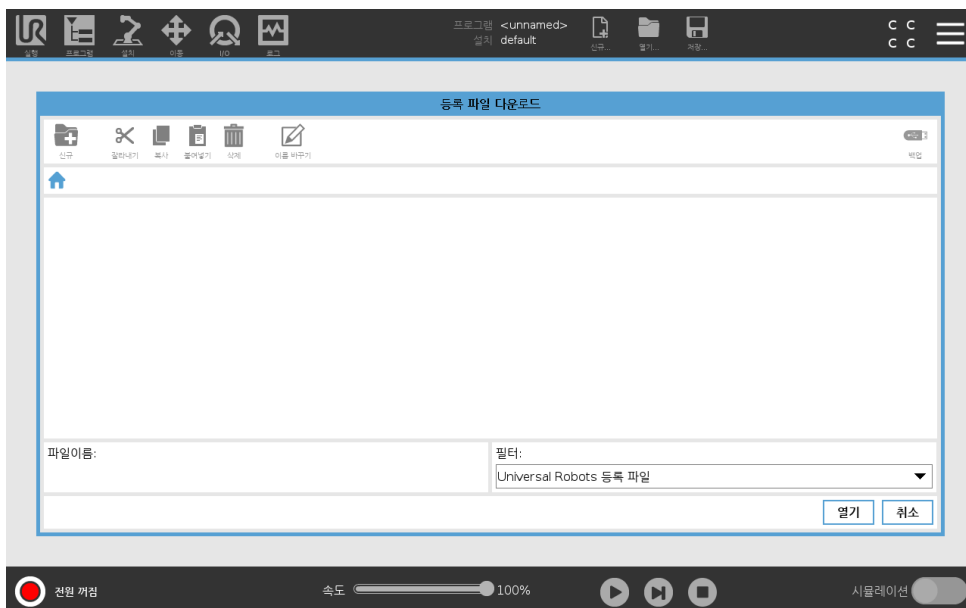 프로그램 <unnamed>
설치 default
실행 프로그램 설치 이동 I/O 로그 신규... 열기... 저장...
C C
C C
등록 파일 다운로드
신규 잘라내기 복사 붙여넣기 삭제 이름 바꾸기 백업
파일이름:
필터:
Universal Robots 등록 파일
열기 취소
전원 꺼짐 속도 100% 시뮬레이션